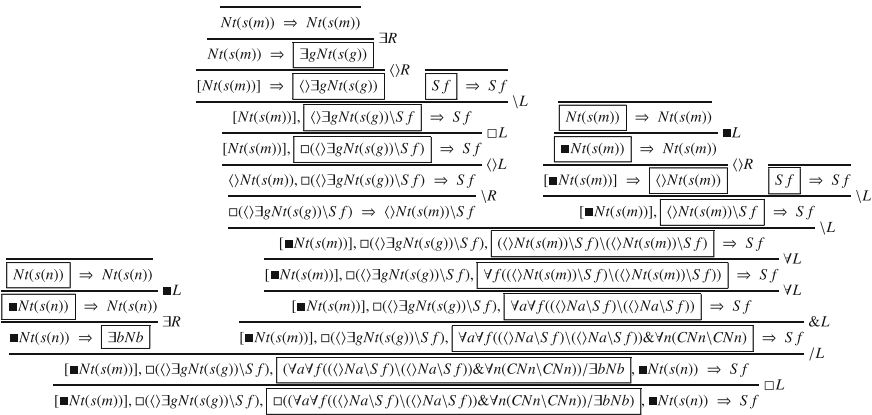 Nt(s(m)) ⇒ Nt(s(m))
∃R
Nt(s(m)) ⇒ ∃gNt(s(g))
⟨⟩R
[Nt(s(m))] ⇒ ⟨⟩∃gNt(s(g)) Sf ⇒ Sf
\L
[Nt(s(m))], ⟨⟩∃gNt(s(g))\Sf ⇒ Sf Nt(s(m)) ⇒ Nt(s(m))
□L ■L
[Nt(s(m))], □(⟨⟩∃gNt(s(g))\Sf) ⇒ Sf ■Nt(s(m)) ⇒ Nt(s(m))
⟨⟩L ⟨⟩R
⟨⟩Nt(s(m)), □(⟨⟩∃gNt(s(g))\Sf) ⇒ Sf [■Nt(s(m))] ⇒ ⟨⟩Nt(s(m)) Sf ⇒ Sf
\R \L
□(⟨⟩∃gNt(s(g))\Sf) ⇒ ⟨⟩Nt(s(m))\Sf [■Nt(s(m))], ⟨⟩Nt(s(m))\Sf ⇒ Sf
\L
[■Nt(s(m))], □(⟨⟩∃gNt(s(g))\Sf), (⟨⟩Nt(s(m))\Sf)\(⟨⟩Nt(s(m))\Sf) ⇒ Sf
∀L
Nt(s(n)) ⇒ Nt(s(n)) [■Nt(s(m))], □(⟨⟩∃gNt(s(g))\Sf), ∀f((⟨⟩Nt(s(m))\Sf)\(⟨⟩Nt(s(m))\Sf)) ⇒ Sf
■L ∀L
■Nt(s(n)) ⇒ Nt(s(n)) [■Nt(s(m))], □(⟨⟩∃gNt(s(g))\Sf), ∀a∀f((⟨⟩Na\Sf)\(⟨⟩Na\Sf)) ⇒ Sf
∃R &L
■Nt(s(n)) ⇒ ∃bNb [■Nt(s(m))], □(⟨⟩∃gNt(s(g))\Sf), ∀a∀f((⟨⟩Na\Sf)\(⟨⟩Na\Sf))&∀n(CNn\CNn) ⇒ Sf
/L
[■Nt(s(m))], □(⟨⟩∃gNt(s(g))\Sf), (∀a∀f((⟨⟩Na\Sf)\(⟨⟩Na\Sf))&∀n(CNn\CNn))/∃bNb, ■Nt(s(n)) ⇒ Sf
□L
[■Nt(s(m))], □(⟨⟩∃gNt(s(g))\Sf), □((∀a∀f((⟨⟩Na\Sf)\(⟨⟩Na\Sf))&∀n(CNn\CNn))/∃bNb), ■Nt(s(n)) ⇒ Sf